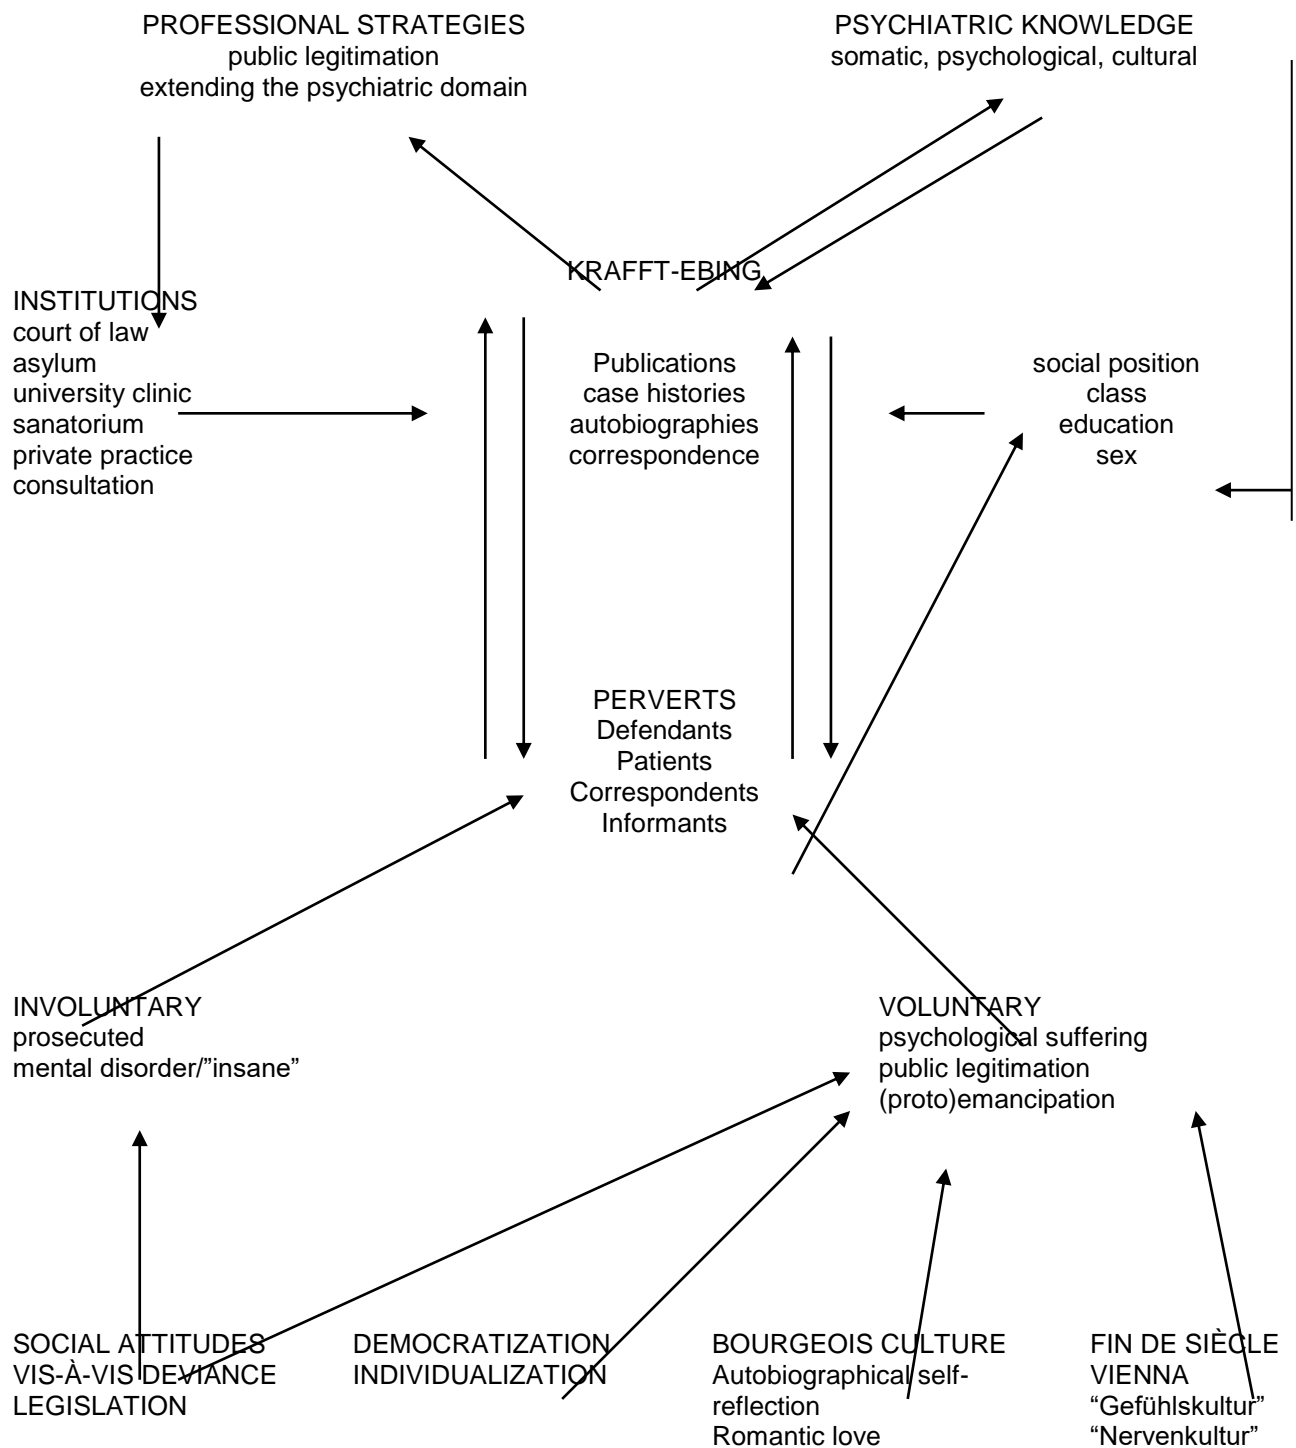 PROFESSIONAL STRATEGIES
public legitimation
extending the psychiatric domain
PSYCHIATRIC KNOWLEDGE
somatic, psychological, cultural
KRAFFT-EBING
INSTITUTIONS
court of law
asylum
university clinic
sanatorium
private practice
consultation
Publications
case histories
autobiographies
correspondence
social position
class
education
sex
PERVERTS
Defendants
Patients
Correspondents
Informants
INVOLUNTARY
prosecuted
mental disorder/”insane”
VOLUNTARY
psychological suffering
public legitimation
(proto)emancipation
SOCIAL ATTITUDES
VIS-À-VIS DEVIANCE
LEGISLATION
DEMOCRATIZATION
INDIVIDUALIZATION
BOURGEOIS CULTURE
Autobiographical self-
reflection
Romantic love
FIN DE SIÈCLE
VIENNA
“Gefühlskultur”
“Nervenkultur”